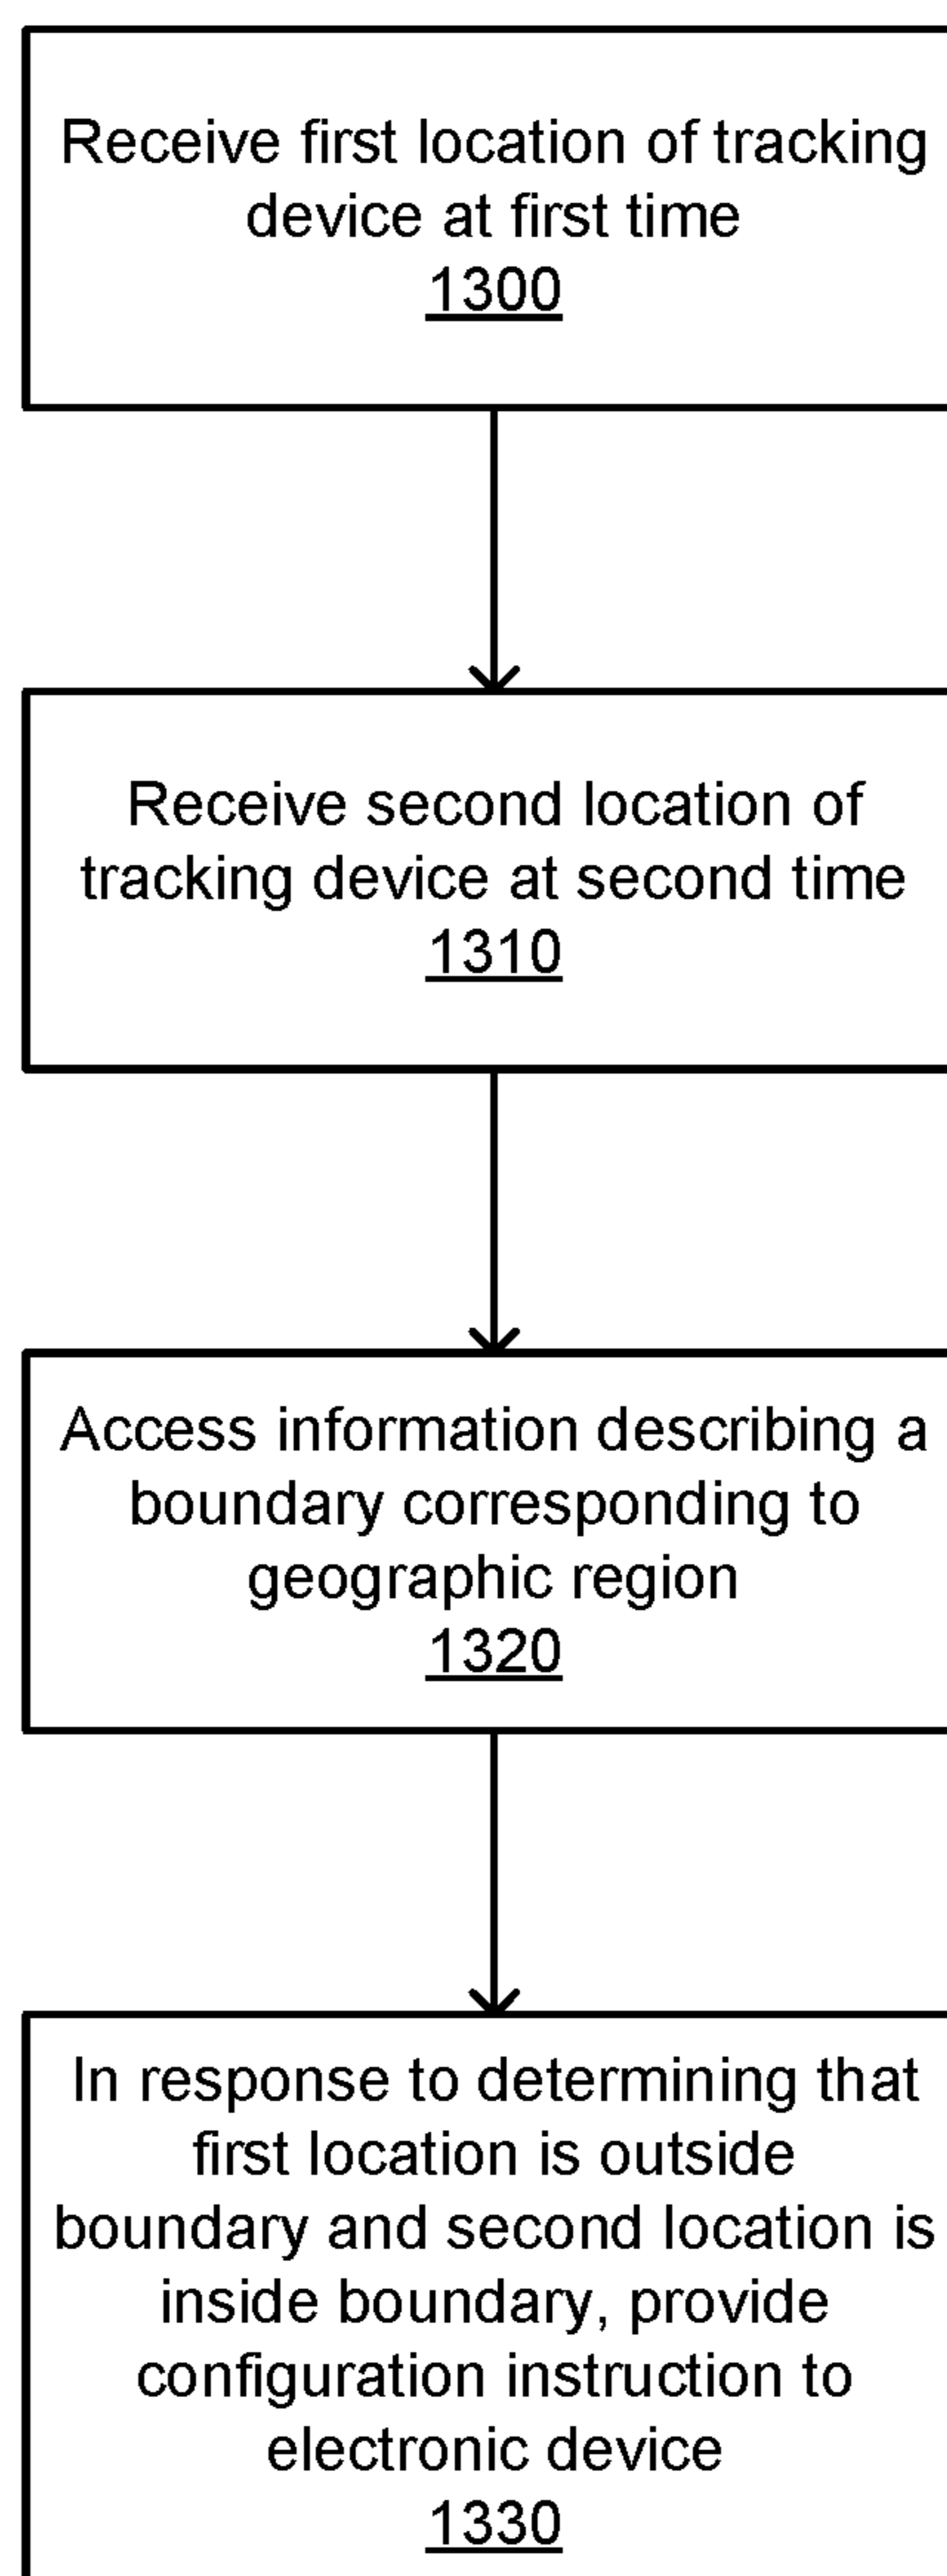 Receive first location of tracking
device at first time
1300
Receive second location of
tracking device at second time
1310
Access information describing a
boundary corresponding to
geographic region
1320
In response to determining that
first location is outside
boundary and second location is
inside boundary, provide
configuration instruction to
electronic device
1330